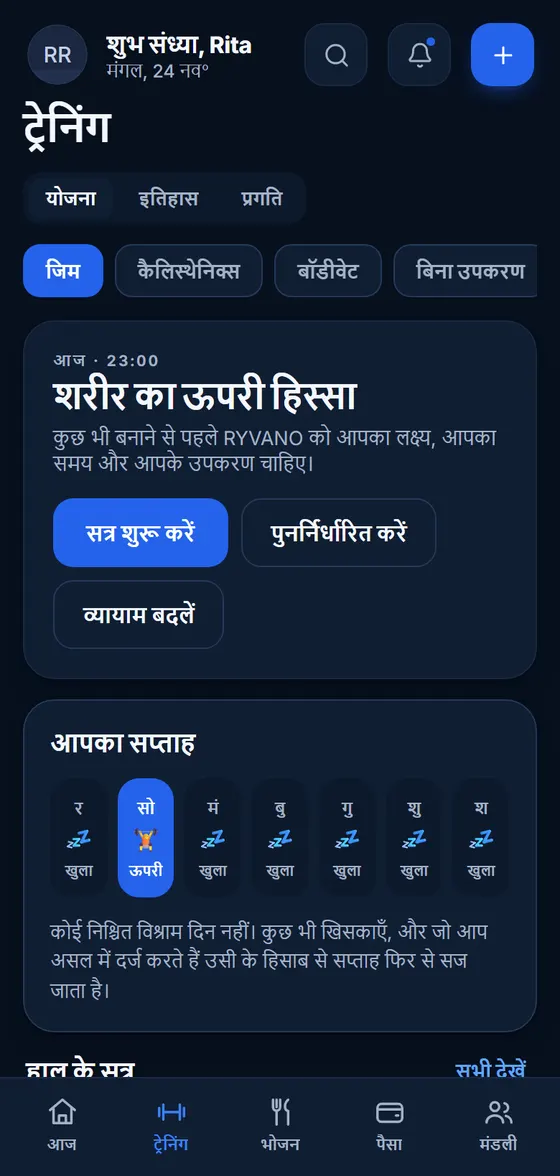 RR
शुभ संध्या, Rita
मंगल, 24 नव॰
ट्रेनिंग
योजना इतिहास प्रगति
जिम कैलिस्थेनिक्स बॉडीवेट बिना उपकरण
आज · 23:00
शरीर का ऊपरी हिस्सा
कुछ भी बनाने से पहले RYVANO को आपका लक्ष्य, आपका
समय और आपके उपकरण चाहिए।
सत्र शुरू करें पुनर्निर्धारित करें
व्यायाम बदलें
आपका सप्ताह
र सो मं बु गु शु श
खुला ऊपरी खुला खुला खुला खुला खुला
कोई निश्चित विश्राम दिन नहीं। कुछ भी खिसकाएँ, और जो आप
असल में दर्ज करते हैं उसी के हिसाब से सप्ताह फिर से सज
जाता है।
हाल के सत्र सभी देखें
आज ट्रेनिंग भोजन पैसा मंडली